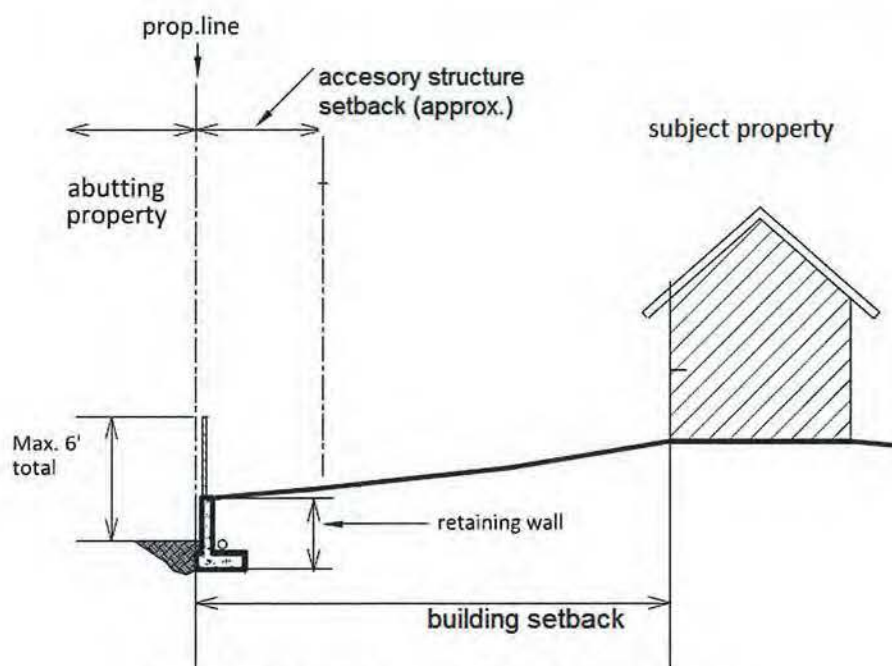 prop.line
accesory structure
setback (approx.)
subject property
abutting
property
Max. 6'
total
retaining wall
building setback